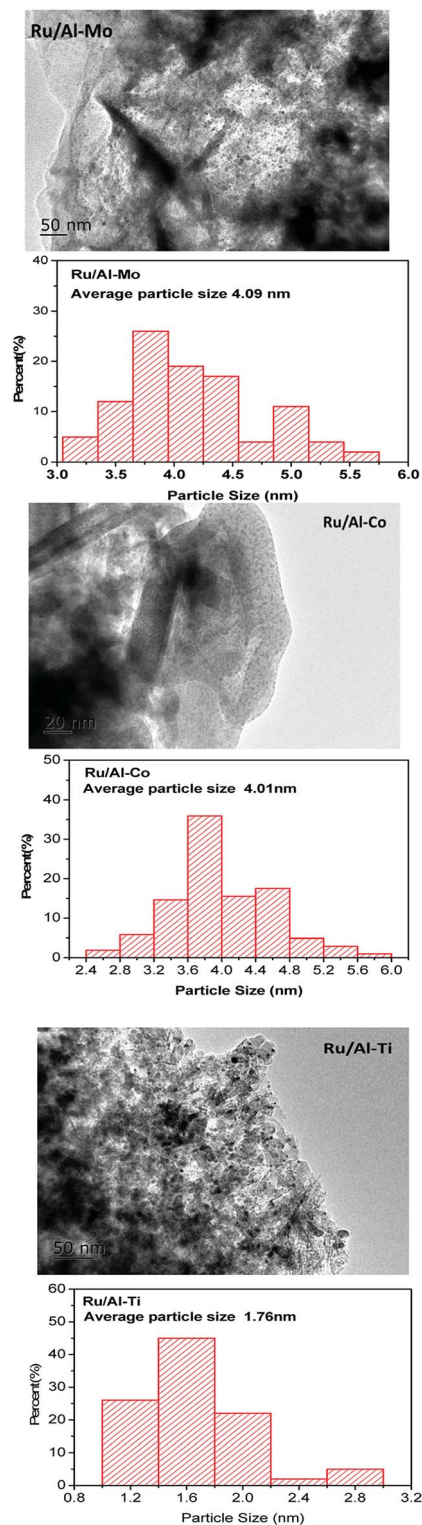 Ru/Al-Mo
50 nm
Ru/Al-Mo
Average particle size 4.09 nm
40
30
20
10
0
Percent(%)
3.0 3.5 4.0 4.5 5.0 5.5 6.0
Particle Size (nm)
Ru/Al-Co
20 nm
Ru/Al-Co
Average particle size 4.01nm
50
40
30
20
10
0
Percent(%)
2.4 2.8 3.2 3.6 4.0 4.4 4.8 5.2 5.6 6.0
Particle Size (nm)
Ru/Al-Ti
50 nm
Ru/Al-Ti
Average particle size 1.76nm
60
50
40
30
20
10
0
Percent(%)
0.8 1.2 1.6 2.0 2.4 2.8 3.2
Particle Size (nm)